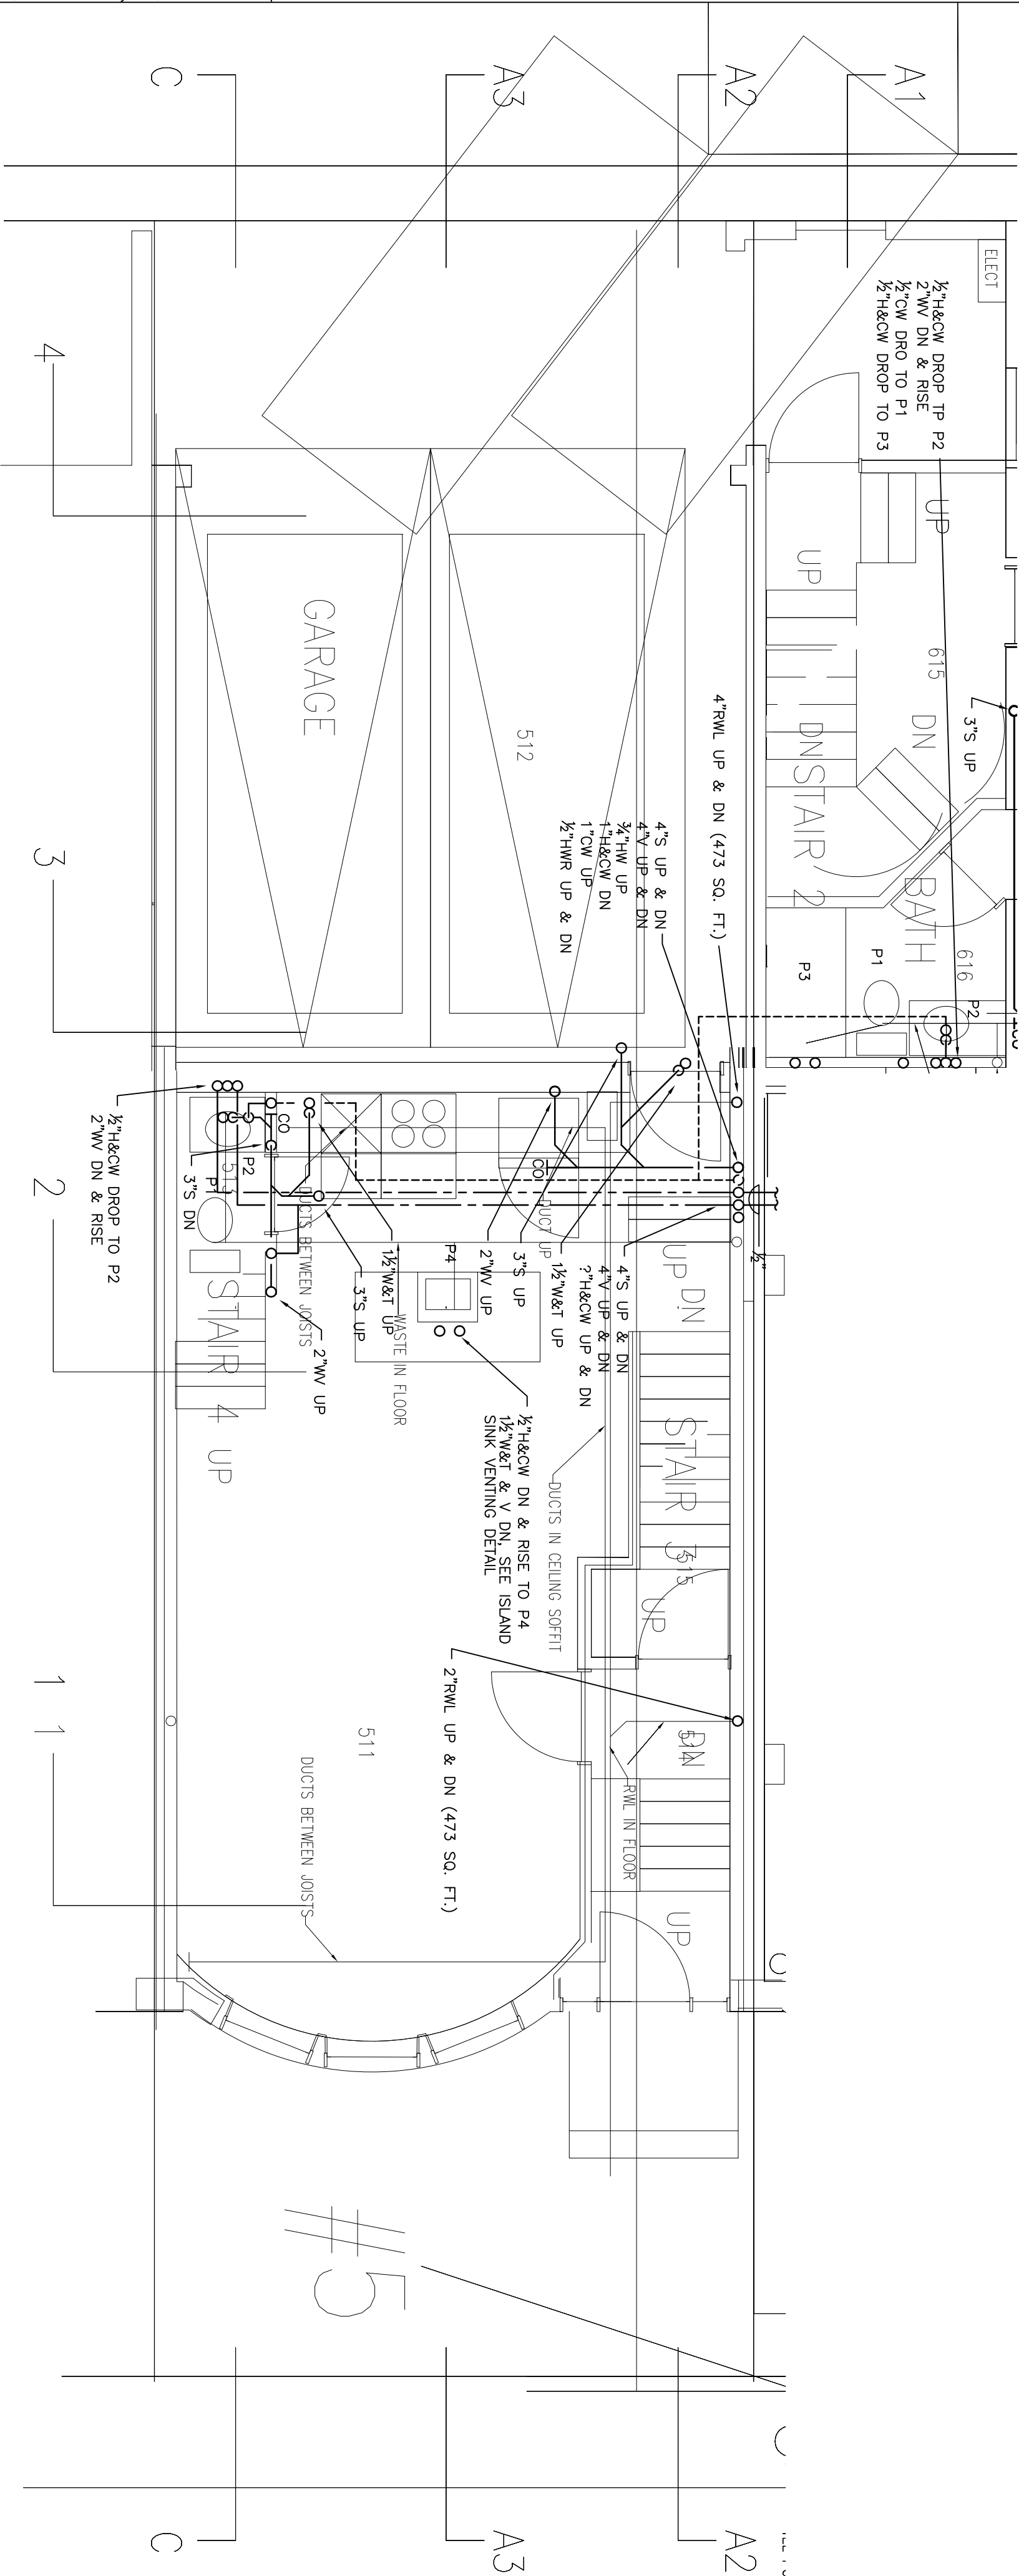 C
A3
A2
A1
ELECT
½"H&CW DROP TP P2
2"WV DN & RISE
½"CW DRO TO P1
½"H&CW DROP TO P3
4
UP
UP
615
3"S UP
DN
DN
STAIR 2
BATH
616
P1
P3
P2
GARAGE
512
4"RWL UP & DN (473 SQ. FT.)
4"S UP & DN
4"V UP & DN
¾"HW UP
1"H&CW DN
1"CW UP
½"HWR UP & DN
3
½"H&CW DROP TO P2
2"WV DN & RISE
CO
P2
3"S DN
2
DUCTS BETWEEN JOISTS
STAIR 4
UP
2"WV UP
3"S UP
1½"W&T UP
WASTE IN FLOOR
P4
CO
DUCT UP
2"WV UP
3"S UP
1½"W&T UP
4"S UP & DN
4"V UP & DN
?"H&CW UP & DN
½"
UP
DN
½"H&CW DN & RISE TO P4
1½"W&T & V DN, SEE ISLAND
SINK VENTING DETAIL
DUCTS IN CEILING SOFFIT
STAIR 3
515
UP
2"RWL UP & DN (473 SQ. FT.)
514
DN
RWL IN FLOOR
1
1
511
DUCTS BETWEEN JOISTS
UP
#5
C
A3
A2